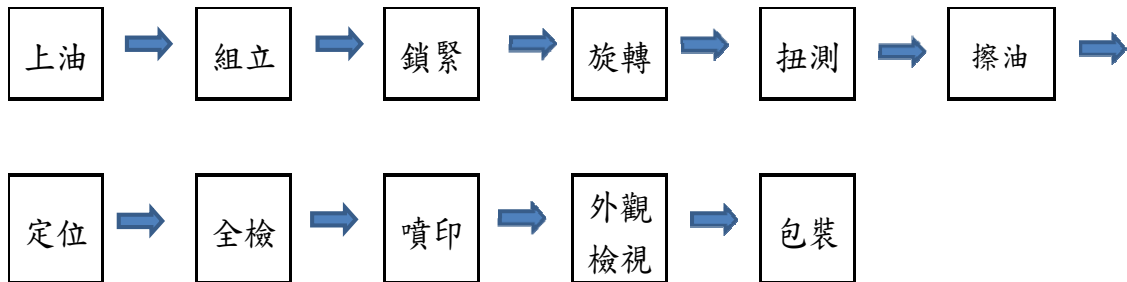 上油 組立 鎖緊 旋轉 扭測 擦油
定位 全檢 噴印 外觀
檢視 包裝